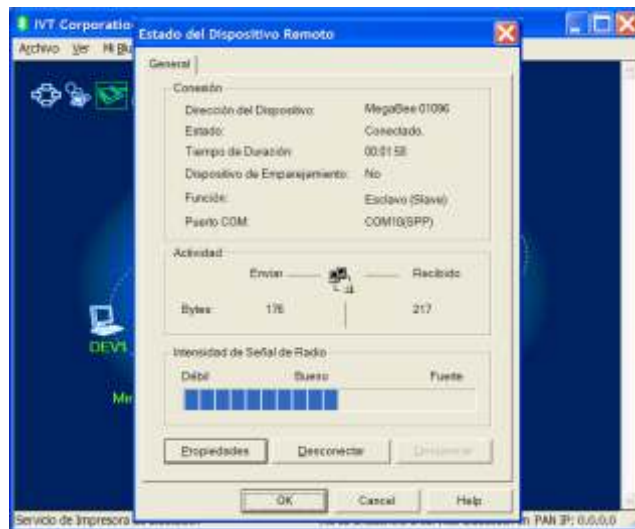 IVT Corporatio
Estado del Dispositivo Remoto
Archivo Ver Mi Blu
General
Conexión
Dirección del Dispositivo: MegaBee 01096
Estado: Conectado.
Tiempo de Duración: 00:01:58
Dispositivo de Emparejamiento: No
Función: Esclavo (Slave)
Puerto COM: COM10(SPP)
Actividad
Enviar Recibido
Bytes: 176 217
DEV1
Intensidad de Señal de Radio
Débil Bueno Fuerte
Propiedades Desconectar
OK Cancel Help
Servicio de Impresora PAN IP: 0.0.0.0